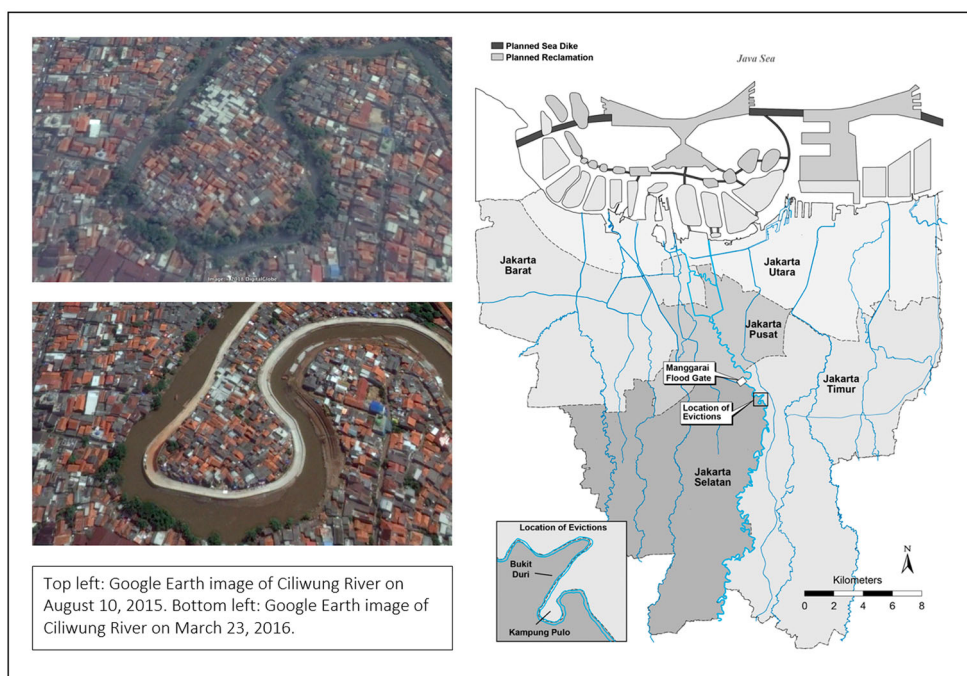 Image © 2016 DigitalGlobe
Top left: Google Earth image of Ciliwung River on
August 10, 2015. Bottom left: Google Earth image of
Ciliwung River on March 23, 2016.
Planned Sea Dike
Planned Reclamation
Java Sea
Jakarta
Barat
Jakarta
Utara
Jakarta
Pusat
Manggarai
Flood Gate
Jakarta
Timur
Location of
Evictions
Jakarta
Selatan
Location of Evictions
Bukit
Duri
Kampung Pulo
N
Kilometers
0 2 4 6 8